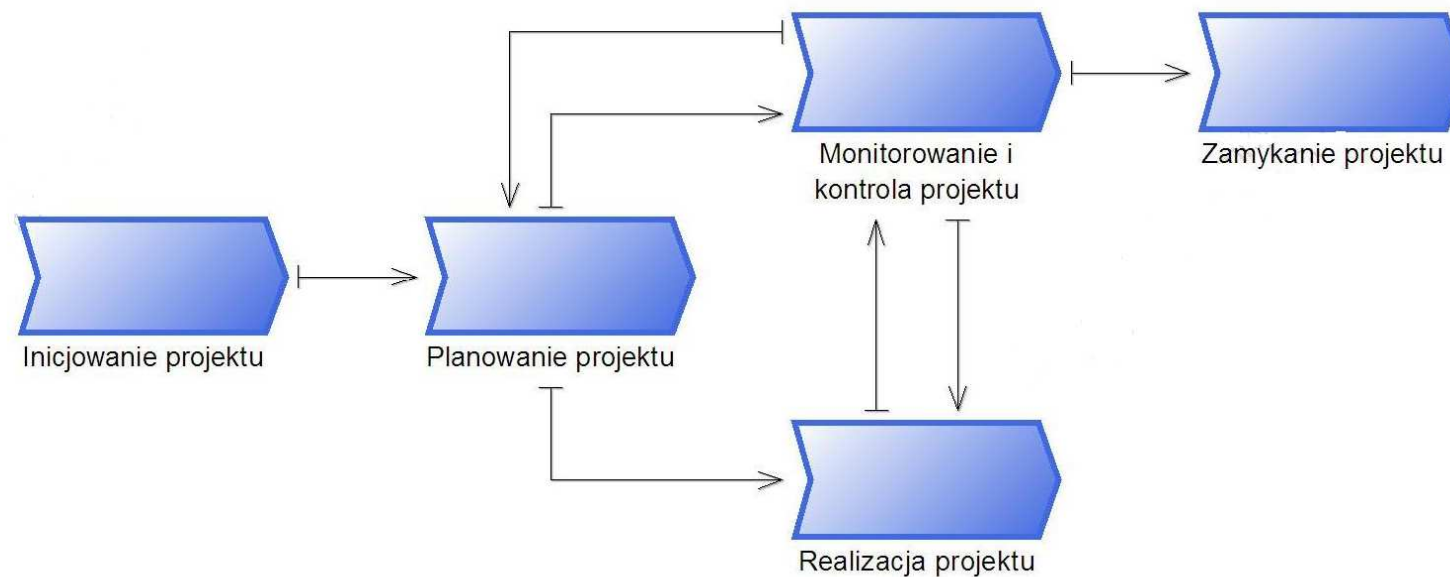 Monitorowanie i
kontrola projektu
Zamykanie projektu
Inicjowanie projektu
Planowanie projektu
Realizacja projektu